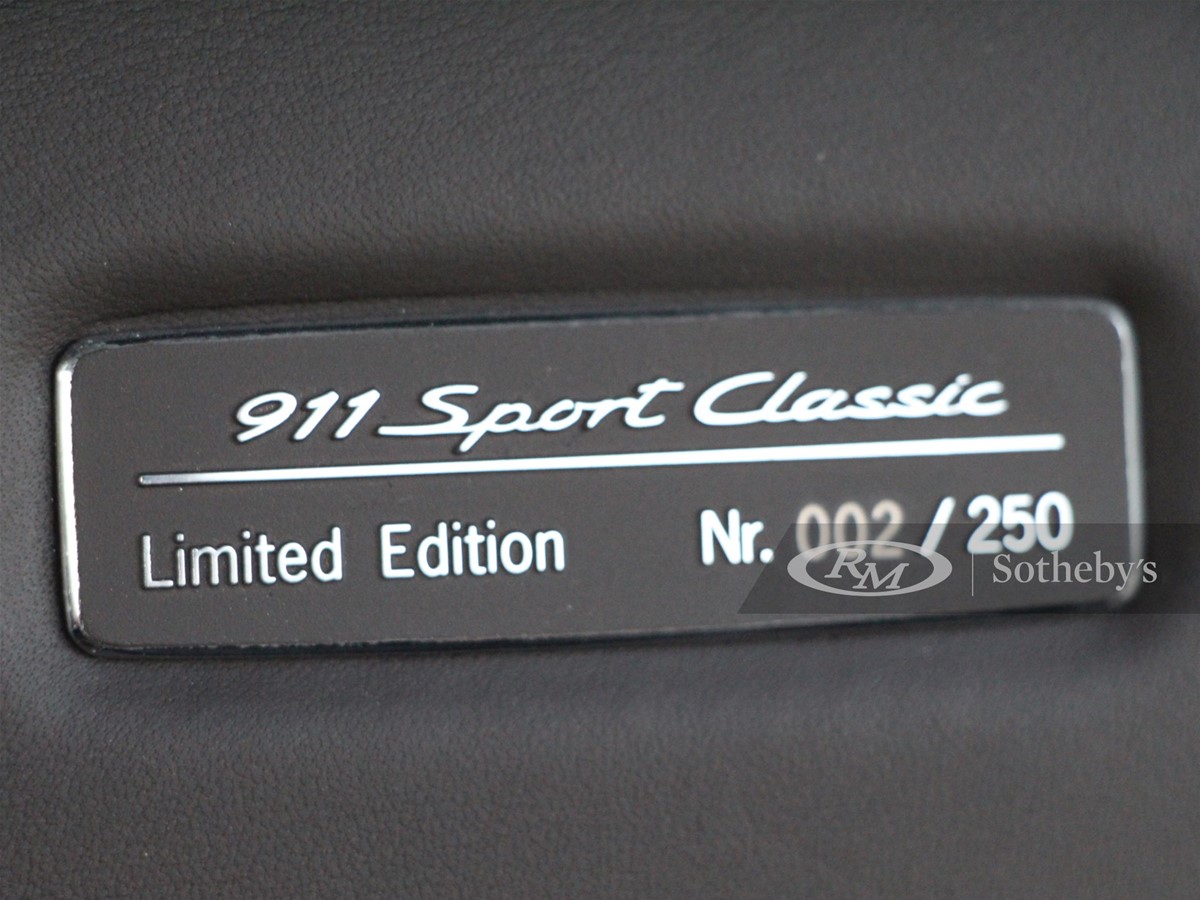 911 Sport Classic
Limited Edition Nr. 002 / 250
RM Sotheby's